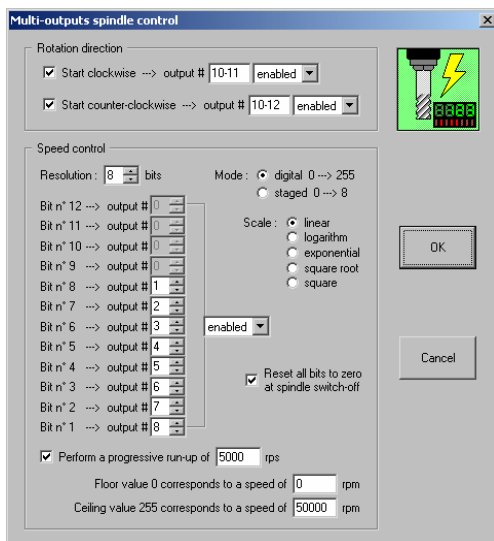 Multi-outputs spindle control
Rotation direction
Start clockwise ---> output # 10-11 enabled
Start counter-clockwise ---> output # 10-12 enabled
8888
Speed control
Resolution : 8 bits
Mode : digital 0 ---> 255
staged 0 ---> 8
Bit n° 12 ---> output # 0
Bit n° 11 ---> output # 0
Bit n° 10 ---> output # 0
Bit n° 9 ---> output # 0
Bit n° 8 ---> output # 1
Bit n° 7 ---> output # 2
Bit n° 6 ---> output # 3
Bit n° 5 ---> output # 4
Bit n° 4 ---> output # 5
Bit n° 3 ---> output # 6
Bit n° 2 ---> output # 7
Bit n° 1 ---> output # 8
enabled
Scale : linear
logarithm
exponential
square root
square
Reset all bits to zero
at spindle switch-off
Perform a progressive run-up of 5000 rps
Floor value 0 corresponds to a speed of 0 rpm
Ceiling value 255 corresponds to a speed of 50000 rpm
OK
Cancel